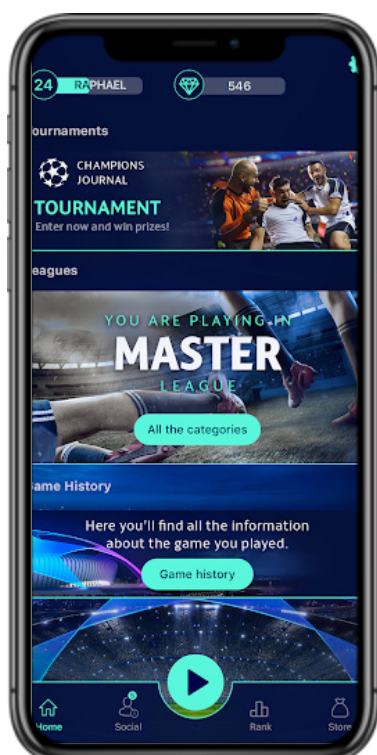 24 RAPHAEL 546
ournaments
CHAMPIONS
JOURNAL
TOURNAMENT
Enter now and win prizes!
eagues
YOU ARE PLAYING IN
MASTER
LEAGUE
All the categories
Game History
Here you'll find all the information
about the game you played.
Game history
Home Social Rank Store